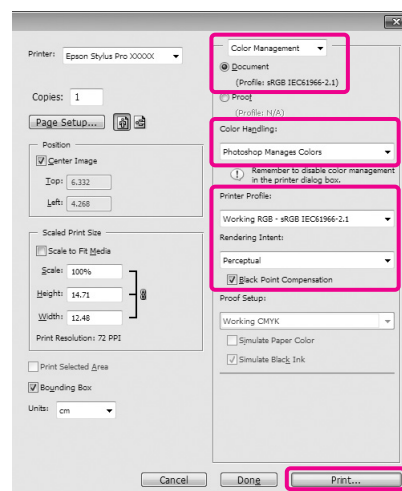 Printer: Epson Stylus Pro XXXXX
Copies: 1
Page Setup...
Position
Center Image
Top: 6.332
Left: 4.268
Scaled Print Size
Scale to Fit Media
Scale: 100%
Height: 14.71
Width: 12.48
Print Resolution: 72 PPI
Print Selected Area
Bounding Box
Units: cm
Color Management
Document
(Profile: sRGB IEC61966-2.1)
Proof
(Profile: N/A)
Color Handling:
Photoshop Manages Colors
Remember to disable color management
in the printer dialog box.
Printer Profile:
Working RGB - sRGB IEC61966-2.1
Rendering Intent:
Perceptual
Black Point Compensation
Proof Setup:
Working CMYK
Simulate Paper Color
Simulate Black Ink
Cancel
Done
Print...